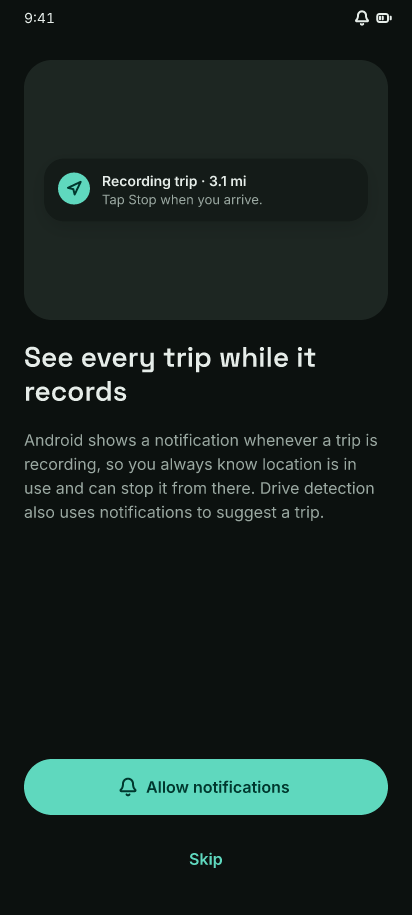 9:41
Recording trip · 3.1 mi
Tap Stop when you arrive.
See every trip while it
records
Android shows a notification whenever a trip is
recording, so you always know location is in
use and can stop it from there. Drive detection
also uses notifications to suggest a trip.
Allow notifications
Skip